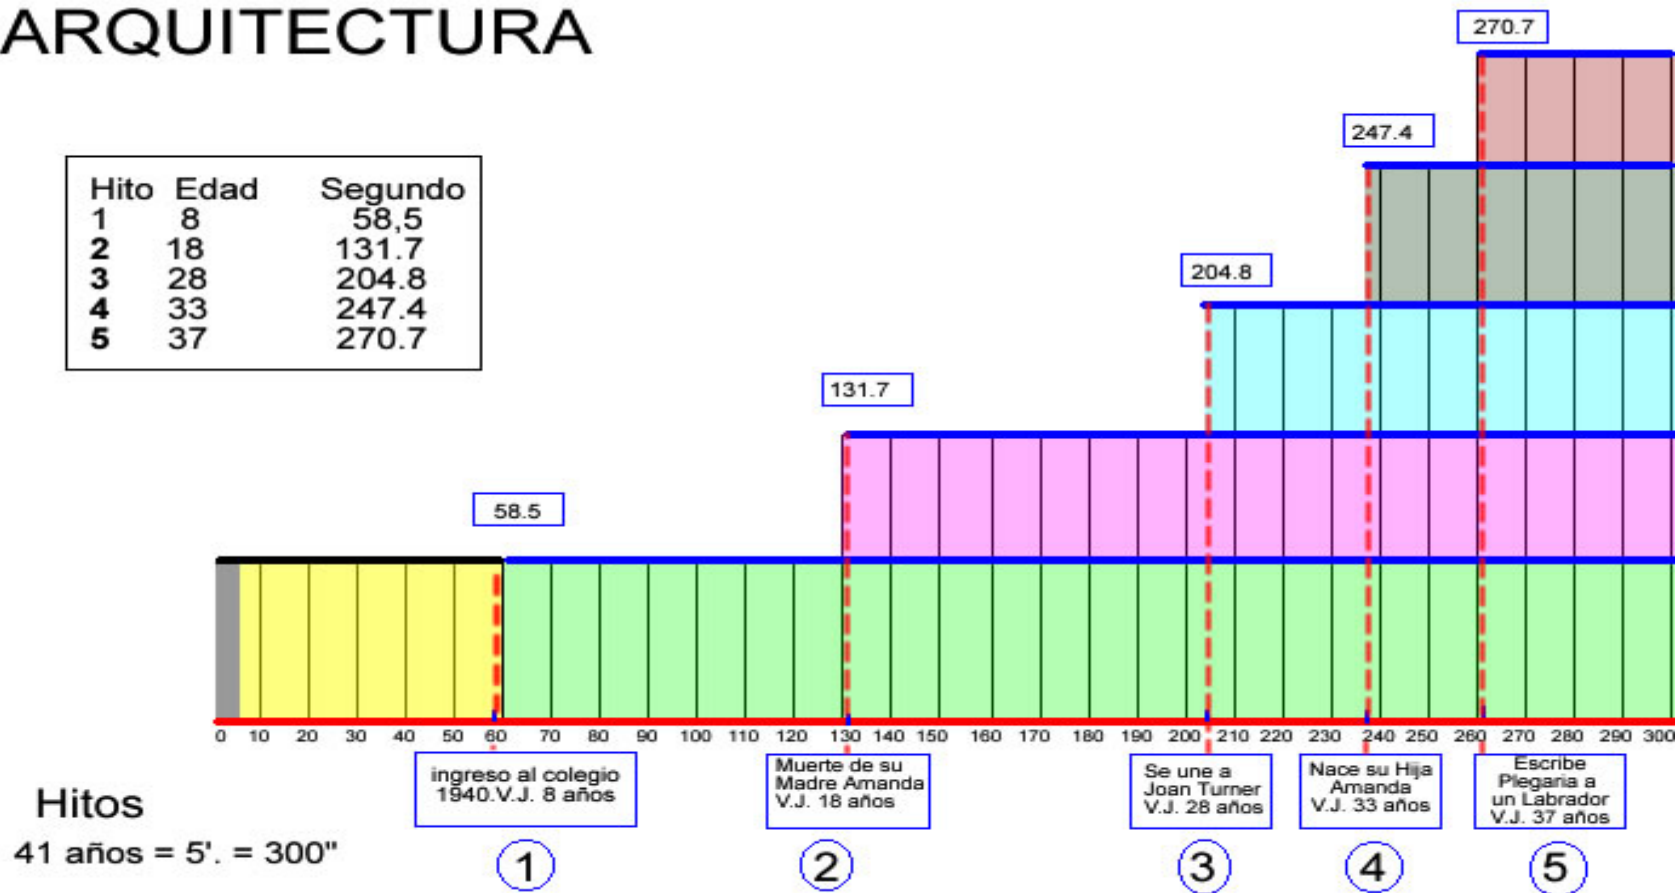 ARQUITECTURA
Hito Edad Segundo
1 8 58,5
2 18 131.7
3 28 204.8
4 33 247.4
5 37 270.7
270.7
247.4
204.8
131.7
58.5
0 10 20 30 40 50 60 70 80 90 100 110 120 130 140 150 160 170 180 190 200 210 220 230 240 250 260 270 280 290 300
ingreso al colegio
1940.V.J. 8 años
Muerte de su
Madre Amanda
V.J. 18 años
Se une a
Joan Turner
V.J. 28 años
Nace su Hija
Amanda
V.J. 33 años
Escribe
Plegaria a
un Labrador
V.J. 37 años
Hitos
41 años = 5'. = 300"
1
2
3
4
5